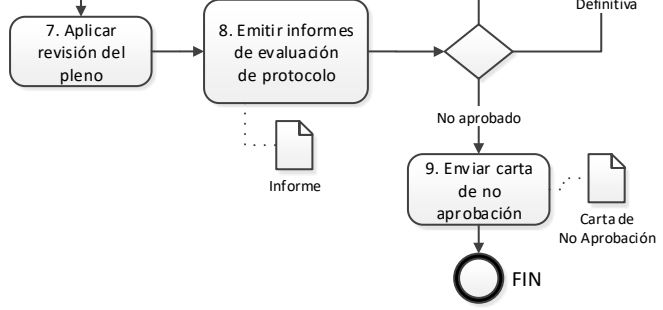 Definitiva
7. Aplicar
revisión del
pleno
8. Emitir informes
de evaluación
de protocolo
No aprobado
Informe
9. Enviar carta
de no
aprobación
Carta de
No Aprobación
FIN